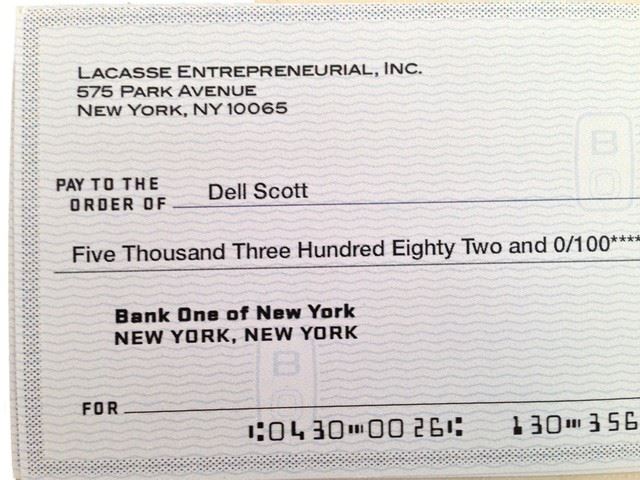 LACASSE ENTREPRENEURIAL, INC.
575 PARK AVENUE
NEW YORK, NY 10065
B
O
PAY TO THE
ORDER OF Dell Scott
Five Thousand Three Hundred Eighty Two and 0/100****
Bank One of New York
NEW YORK, NEW YORK
B
O
FOR
⑆0430⑈0026⑆ 130⑈356